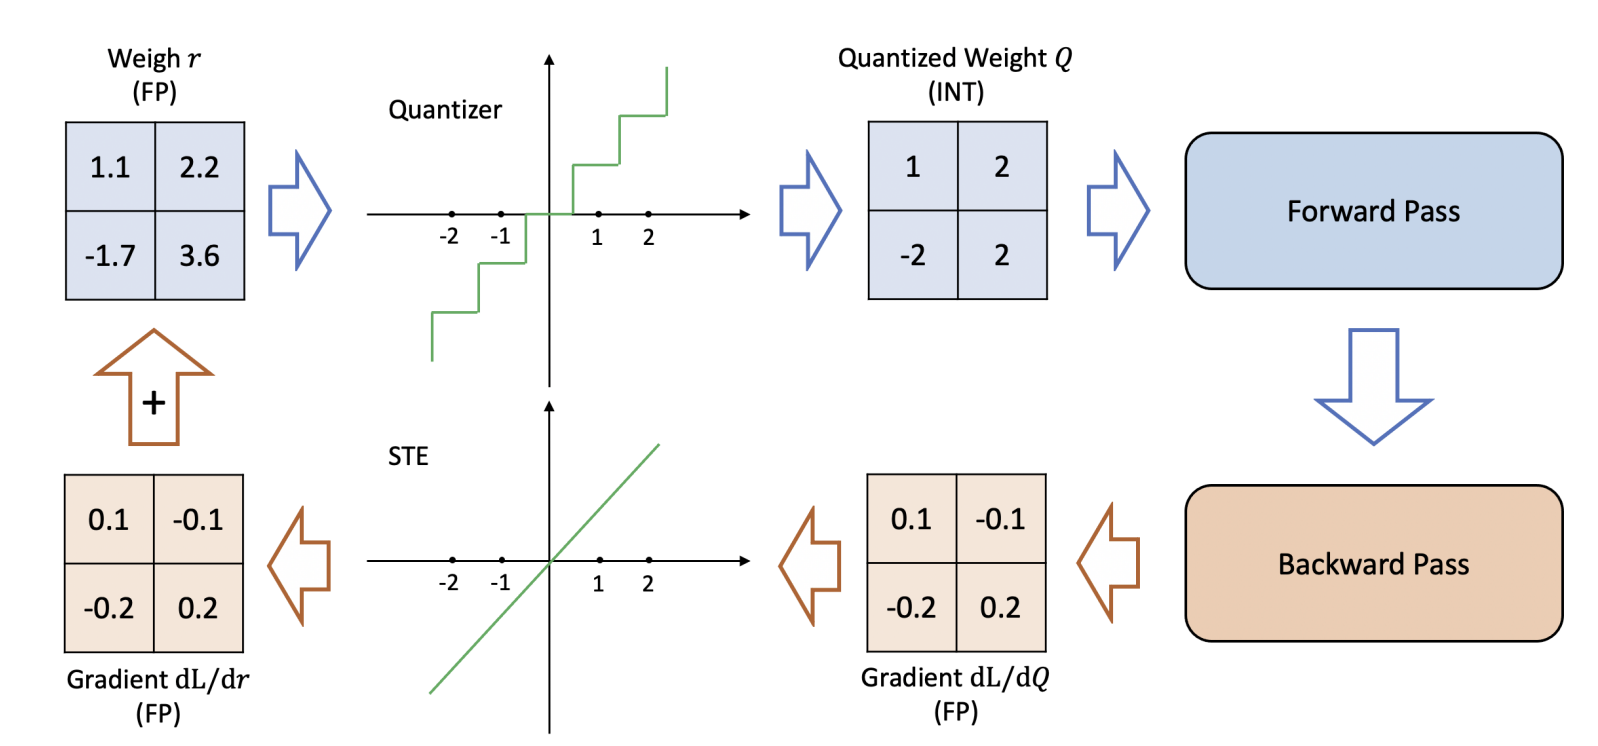 Weigh r
(FP)
1.1 2.2
-1.7 3.6
Quantizer
-2 -1 1 2
Quantized Weight Q
(INT)
1 2
-2 2
Forward Pass
+
0.1 -0.1
-0.2 0.2
Gradient dL/dr
(FP)
STE
-2 -1 1 2
0.1 -0.1
-0.2 0.2
Gradient dL/dQ
(FP)
Backward Pass